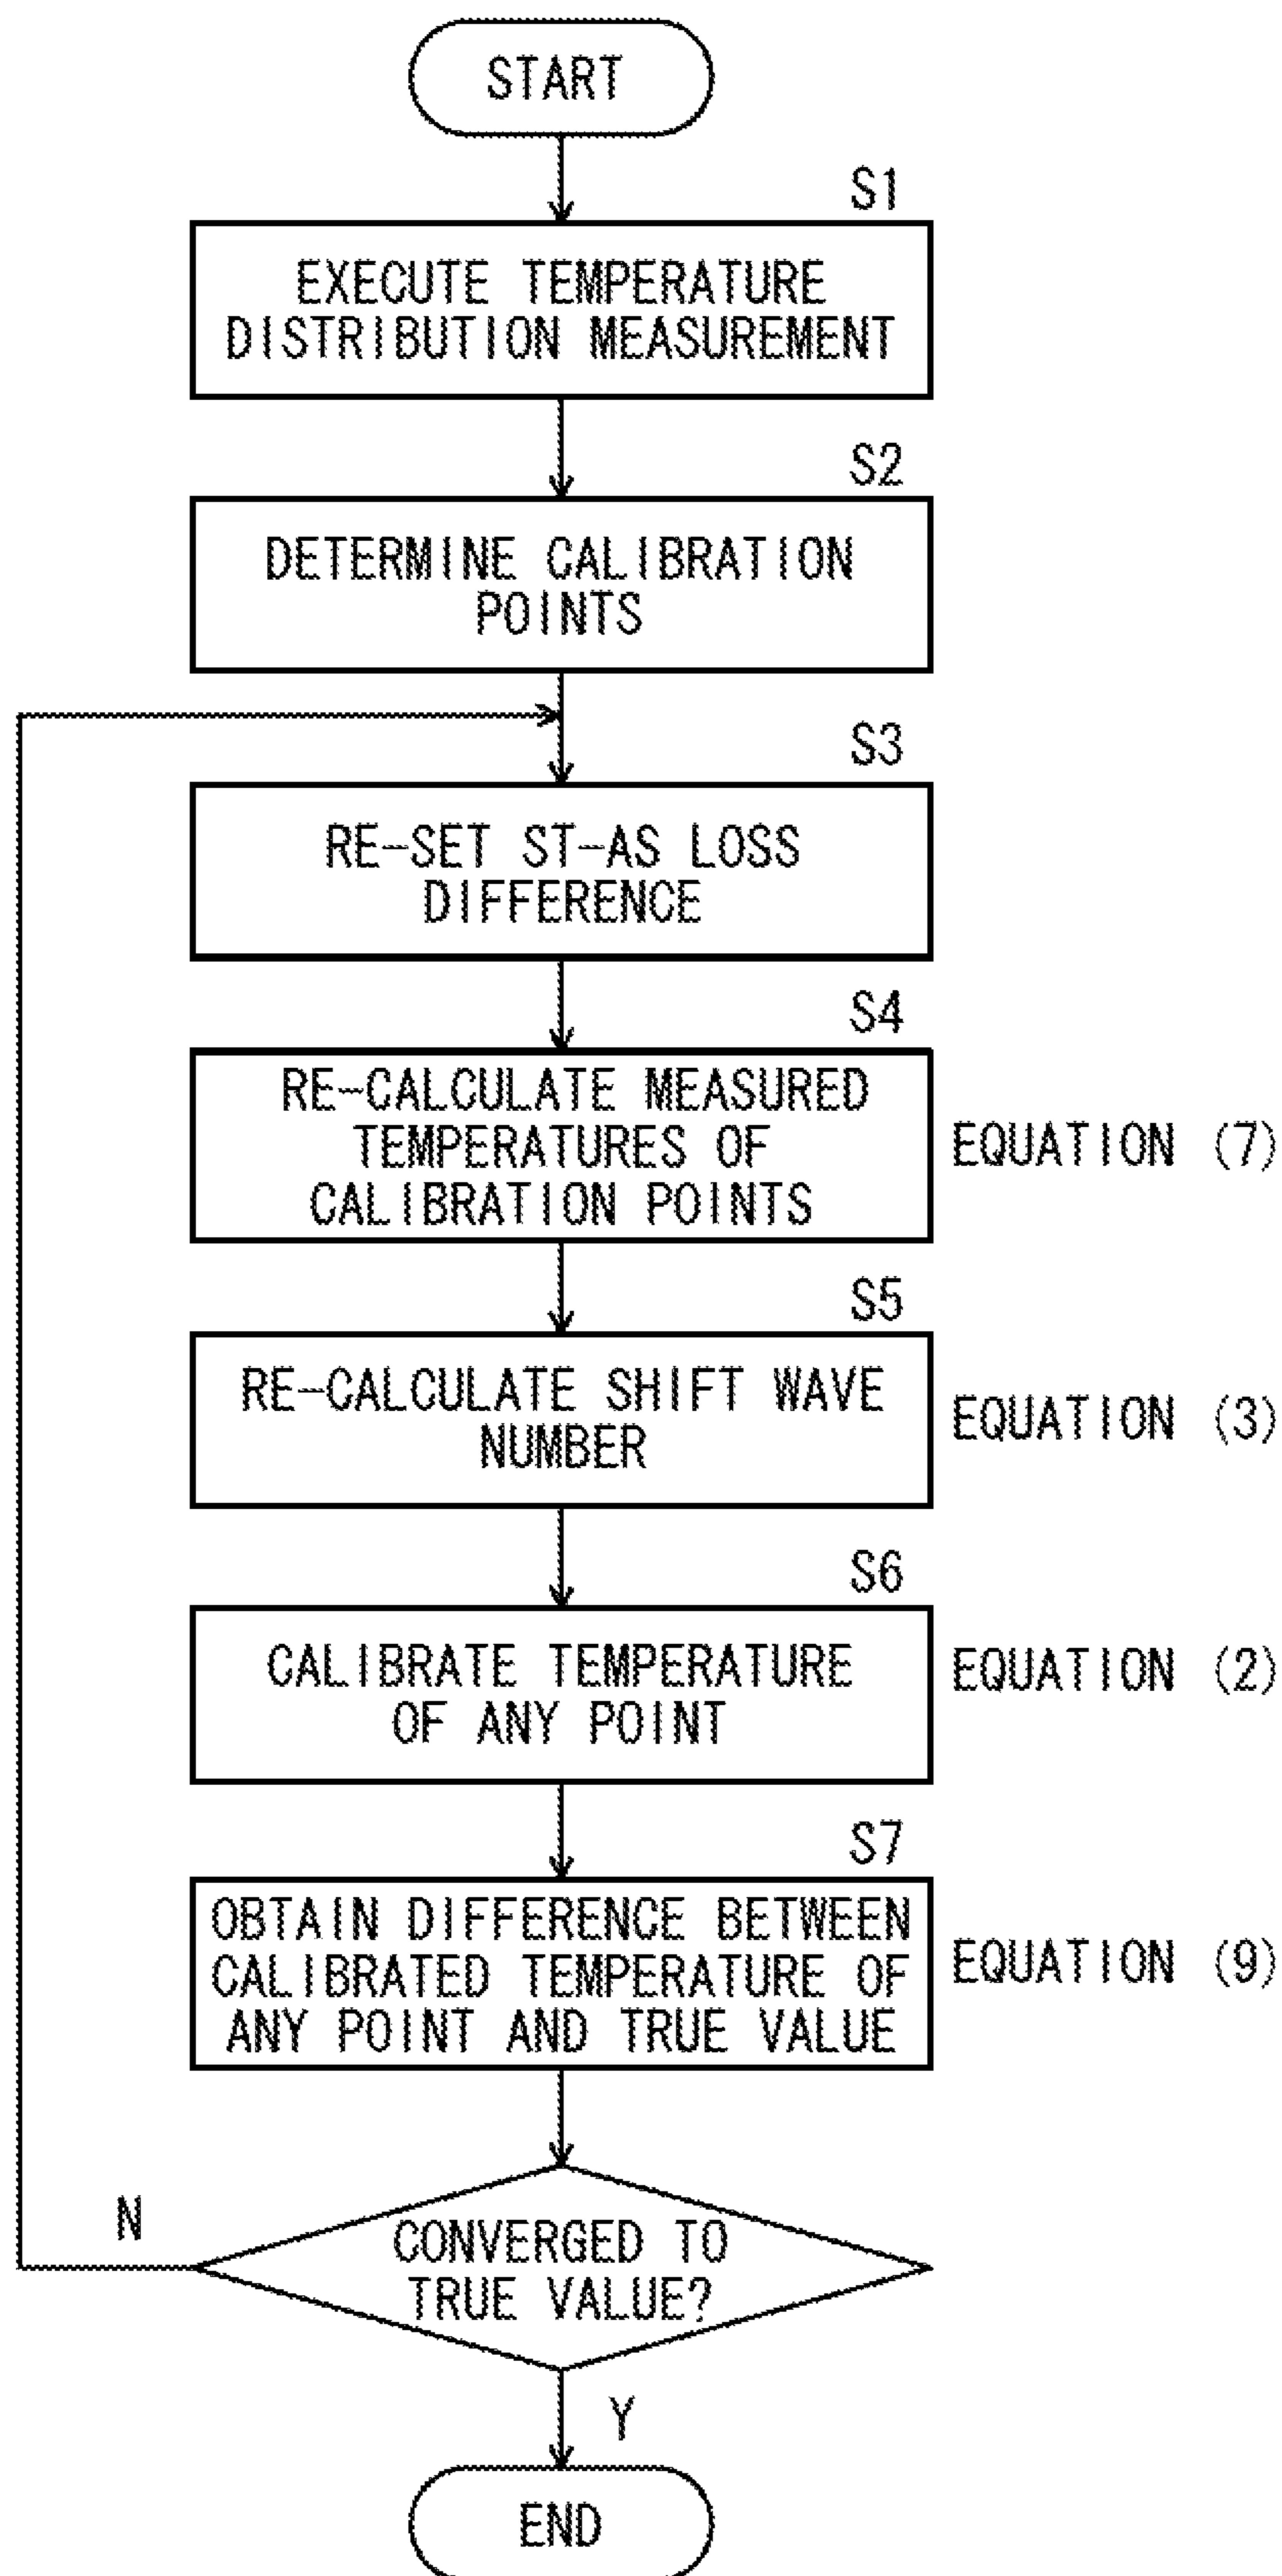 START
S1
EXECUTE TEMPERATURE
DISTRIBUTION MEASUREMENT
S2
DETERMINE CALIBRATION
POINTS
S3
RE-SET ST-AS LOSS
DIFFERENCE
S4
RE-CALCULATE MEASURED
TEMPERATURES OF
CALIBRATION POINTS
EQUATION (7)
S5
RE-CALCULATE SHIFT WAVE
NUMBER
EQUATION (3)
S6
CALIBRATE TEMPERATURE
OF ANY POINT
EQUATION (2)
S7
OBTAIN DIFFERENCE BETWEEN
CALIBRATED TEMPERATURE OF
ANY POINT AND TRUE VALUE
EQUATION (9)
N
CONVERGED TO
TRUE VALUE?
Y
END